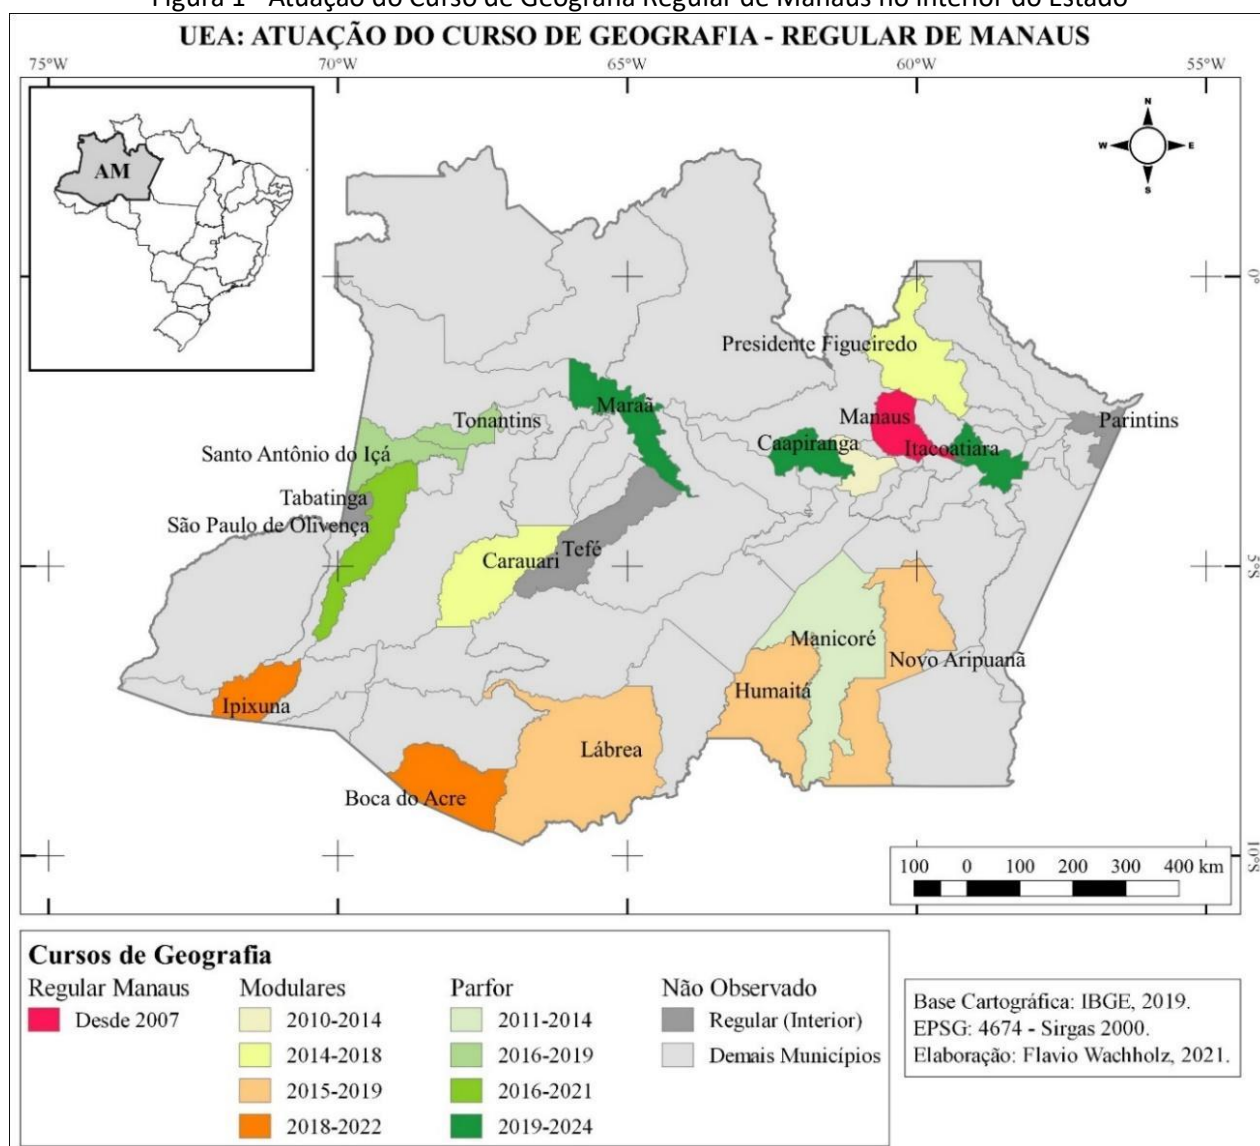 Figura 1 - Atuação do Curso de Geografia Regular de Manaus no Interior do Estado
UEA: ATUAÇÃO DO CURSO DE GEOGRAFIA - REGULAR DE MANAUS
75°W 70°W 65°W 60°W 55°W
AM
N
W E
S
0°
Presidente Figueiredo
Maraã
Manaus
Parintins
Tonantins
Caapiranga
Itacoatiara
Santo Antônio do Içá
Tabatinga
São Paulo de Olivença
Carauari
Tefé
5°S
Manicoré
Novo Aripuanã
Humaitá
Ipixuna
Lábrea
Boca do Acre
10°S
100 0 100 200 300 400 km
Cursos de Geografia
Regular Manaus
Desde 2007
Modulares
2010-2014
2014-2018
2015-2019
2018-2022
Parfor
2011-2014
2016-2019
2016-2021
2019-2024
Não Observado
Regular (Interior)
Demais Municípios
Base Cartográfica: IBGE, 2019.
EPSG: 4674 - Sirgas 2000.
Elaboração: Flavio Wachholz, 2021.